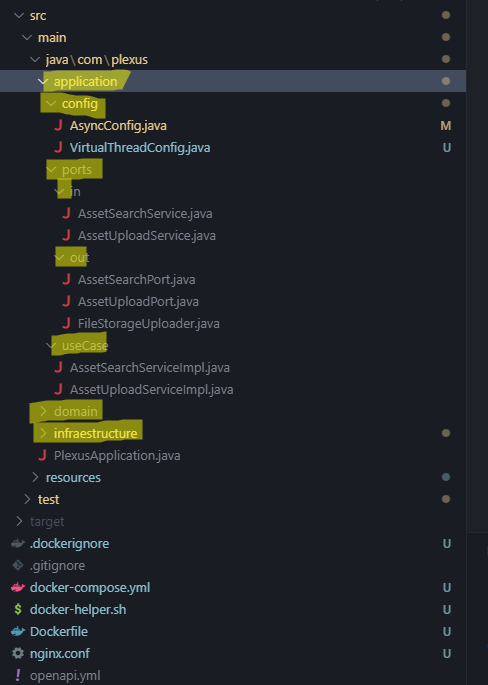 src
main
java\com\plexus
application
config
AsyncConfig.java M
VirtualThreadConfig.java U
ports
in
AssetSearchService.java
AssetUploadService.java
out
AssetSearchPort.java
AssetUploadPort.java
FileStorageUploader.java
useCase
AssetSearchServiceImpl.java
AssetUploadServiceImpl.java
domain
infraestructure
PlexusApplication.java
resources
test
target
.dockerignore U
.gitignore
docker-compose.yml U
docker-helper.sh U
Dockerfile U
nginx.conf U
openapi.yml